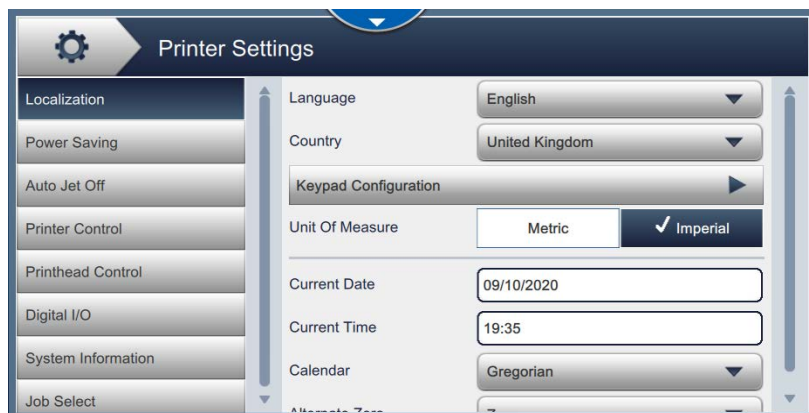 Printer Settings
Localization
Power Saving
Auto Jet Off
Printer Control
Printhead Control
Digital I/O
System Information
Job Select
Language English
Country United Kingdom
Keypad Configuration
Unit Of Measure Metric Imperial
Current Date 09/10/2020
Current Time 19:35
Calendar Gregorian